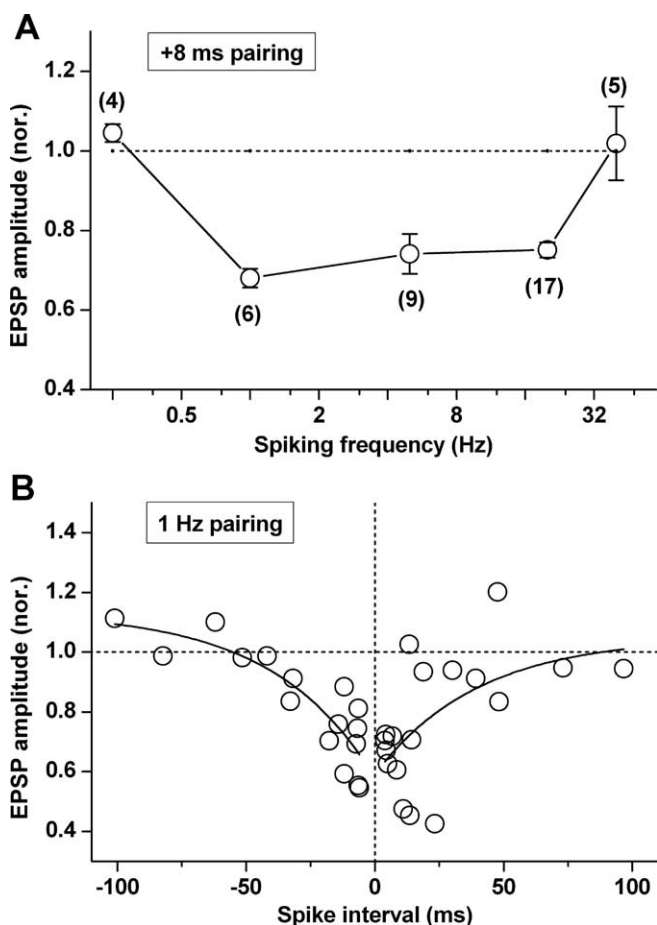 A
+8 ms pairing
EPSP amplitude (nor.)
1.2
1.0
0.8
0.6
0.4
(4)
(6)
(9)
(17)
(5)
0.5 2 8 32
Spiking frequency (Hz)
B
1 Hz pairing
EPSP amplitude (nor.)
1.4
1.2
1.0
0.8
0.6
0.4
-100 -50 0 50 100
Spike interval (ms)